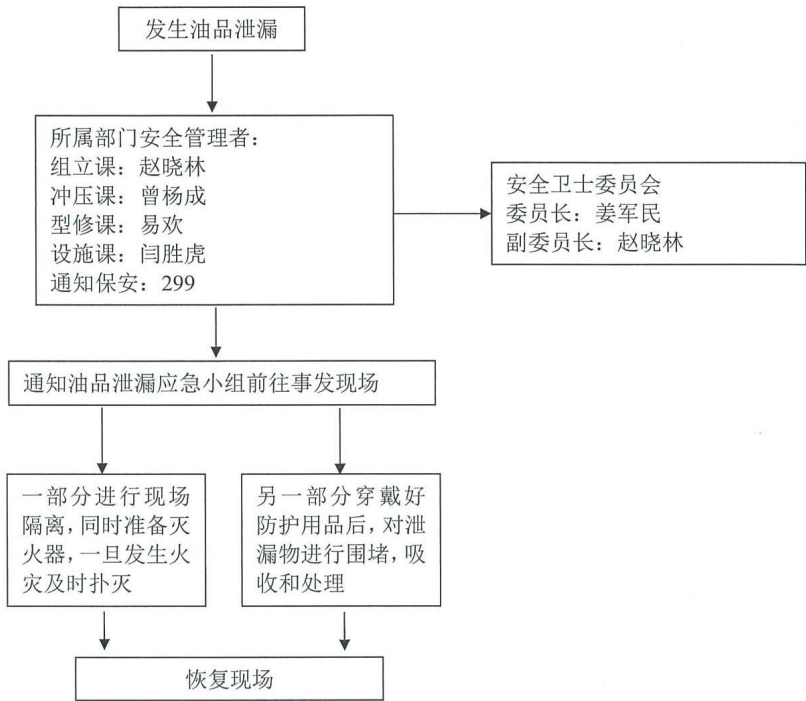 发生油品泄漏
所属部门安全管理者：
组立课：赵晓林
冲压课：曾杨成
型修课：易欢
设施课：闫胜虎
通知保安：299
安全卫士委员会
委员长：姜军民
副委员长：赵晓林
通知油品泄漏应急小组前往事发现场
一部分进行现场
隔离，同时准备灭
火器，一旦发生火
灾及时扑灭
另一部分穿戴好
防护用品后，对泄
漏物进行围堵，吸
收和处理
恢复现场